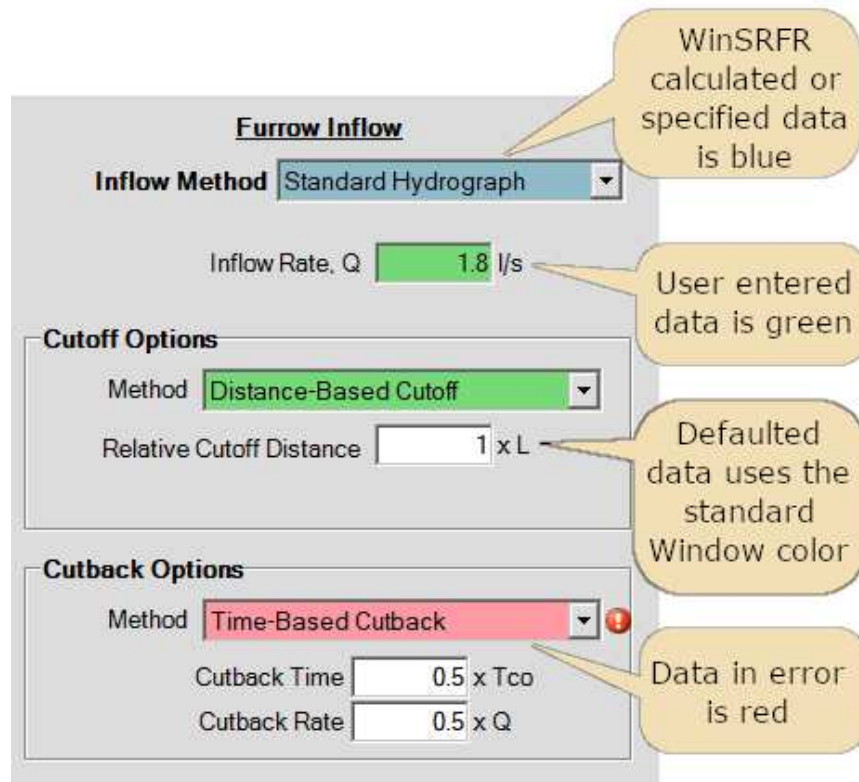 WinSRFR
calculated or
specified data
is blue
Furrow Inflow
Inflow Method Standard Hydrograph
Inflow Rate, Q 1.8 l/s
User entered
data is green
Cutoff Options
Method Distance-Based Cutoff
Relative Cutoff Distance 1 x L
Defaulted
data uses the
standard
Window color
Cutback Options
Method Time-Based Cutback
Cutback Time 0.5 x Tco
Cutback Rate 0.5 x Q
Data in error
is red